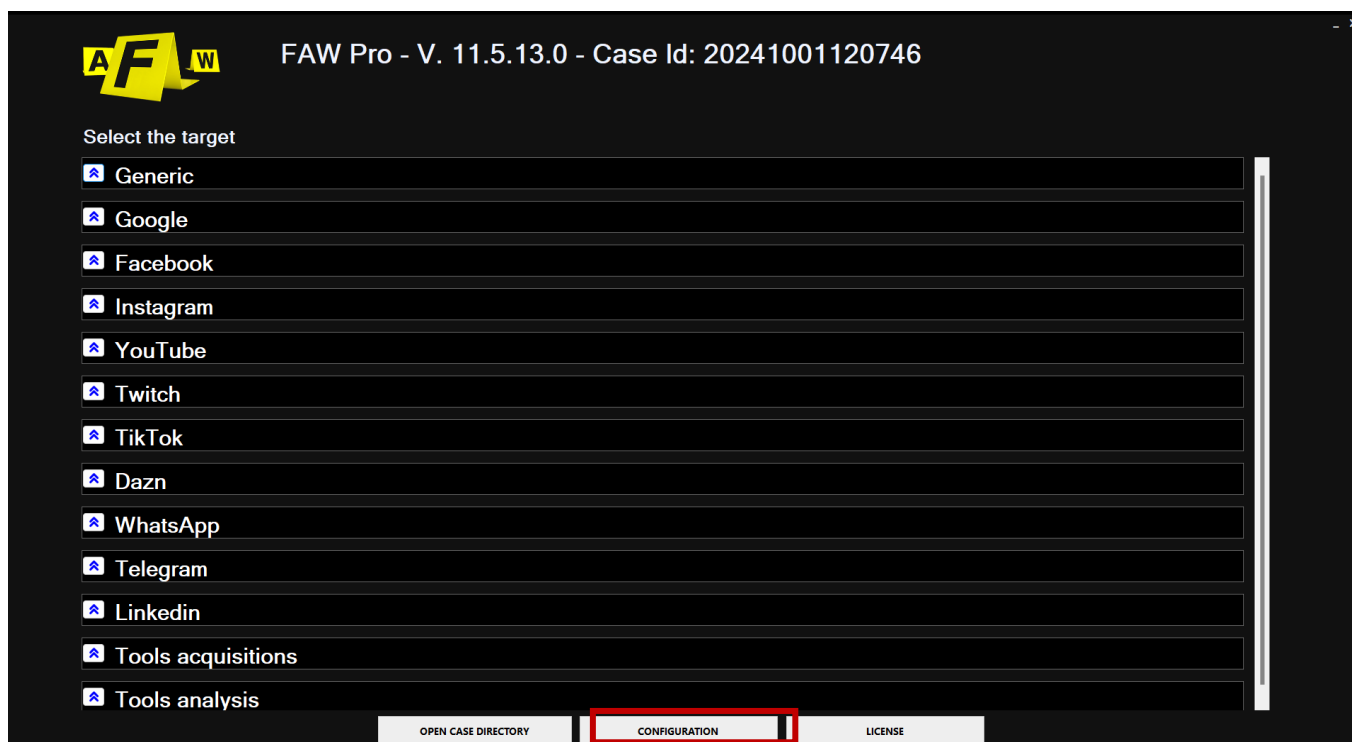 AFW
FAW Pro - V. 11.5.13.0 - Case Id: 20241001120746
Select the target
Generic
Google
Facebook
Instagram
YouTube
Twitch
TikTok
Dazn
WhatsApp
Telegram
Linkedin
Tools acquisitions
Tools analysis
OPEN CASE DIRECTORY CONFIGURATION LICENSE